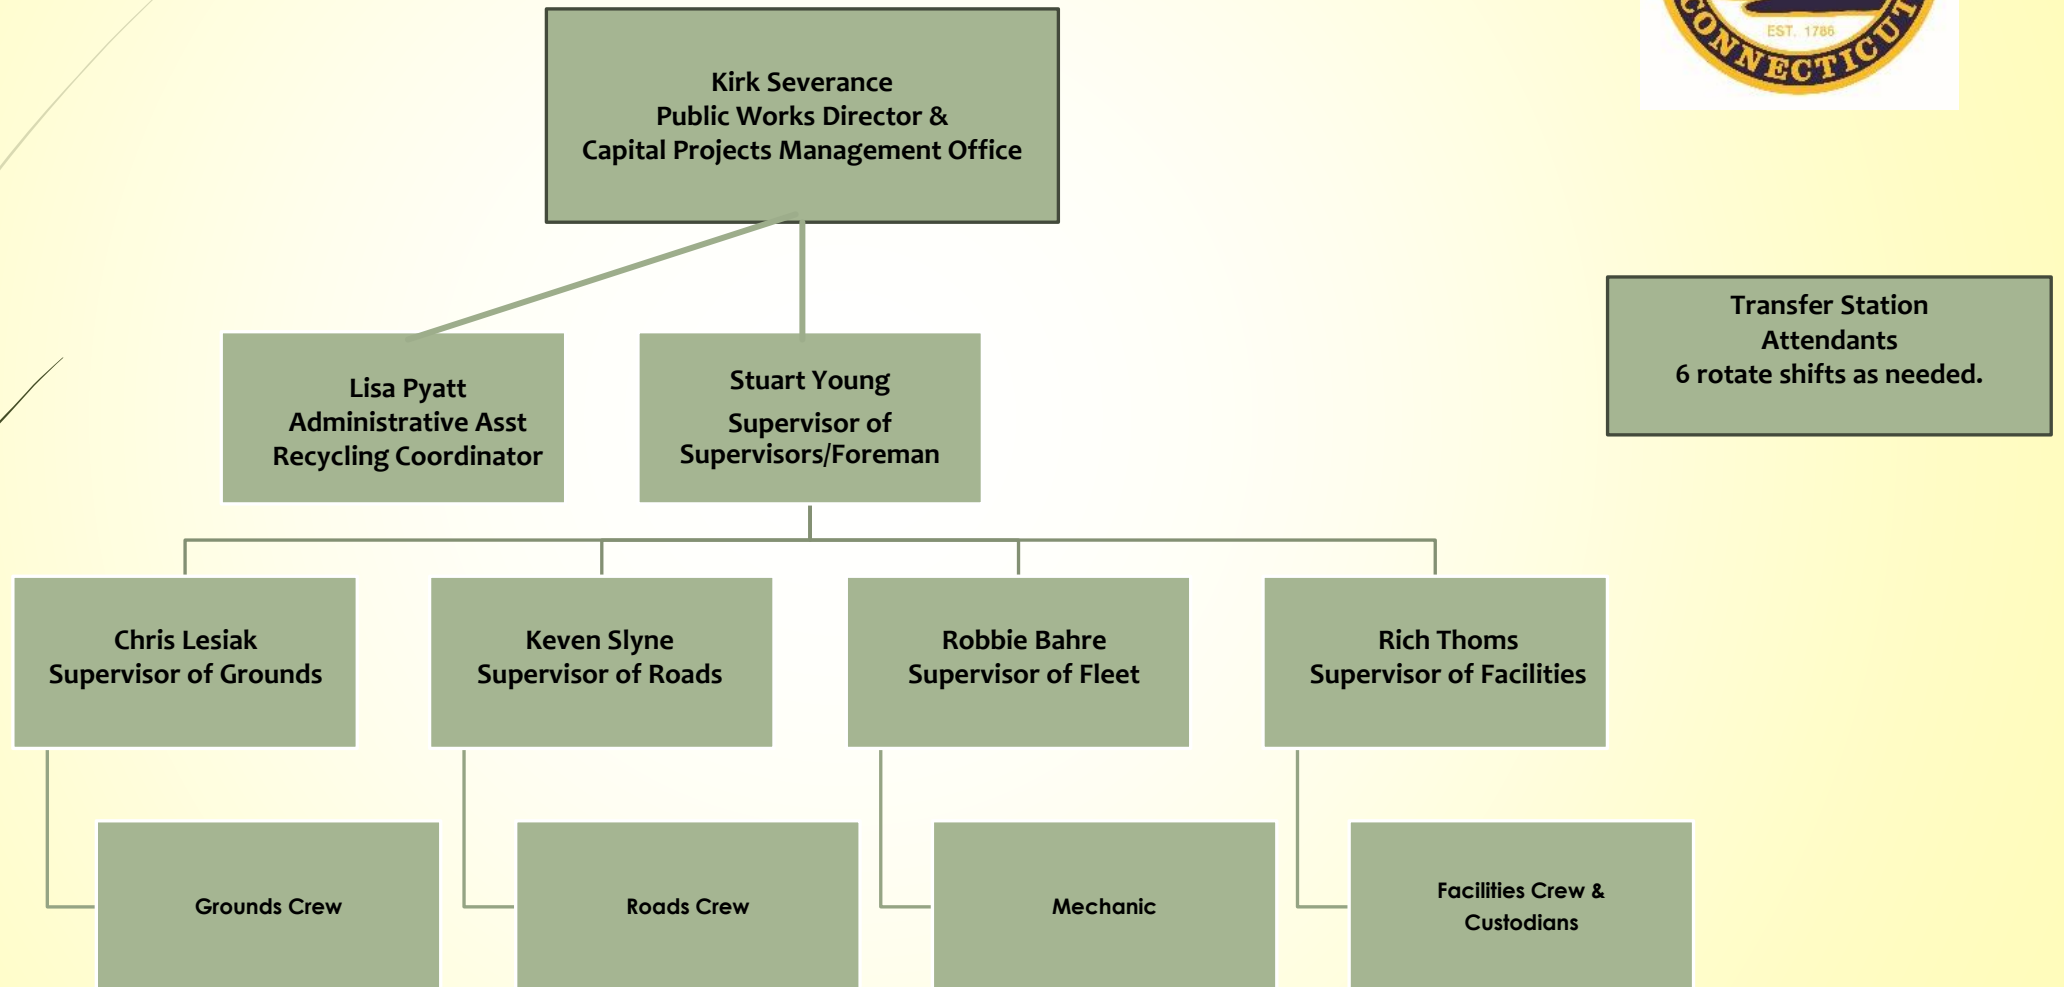 EST. 1786
CONNECTICUT
Kirk Severance
Public Works Director &
Capital Projects Management Office
Transfer Station
Attendants
6 rotate shifts as needed.
Lisa Pyatt
Administrative Asst
Recycling Coordinator
Stuart Young
Supervisor of
Supervisors/Foreman
Chris Lesiak
Supervisor of Grounds
Keven Slyne
Supervisor of Roads
Robbie Bahre
Supervisor of Fleet
Rich Thoms
Supervisor of Facilities
Grounds Crew
Roads Crew
Mechanic
Facilities Crew &
Custodians